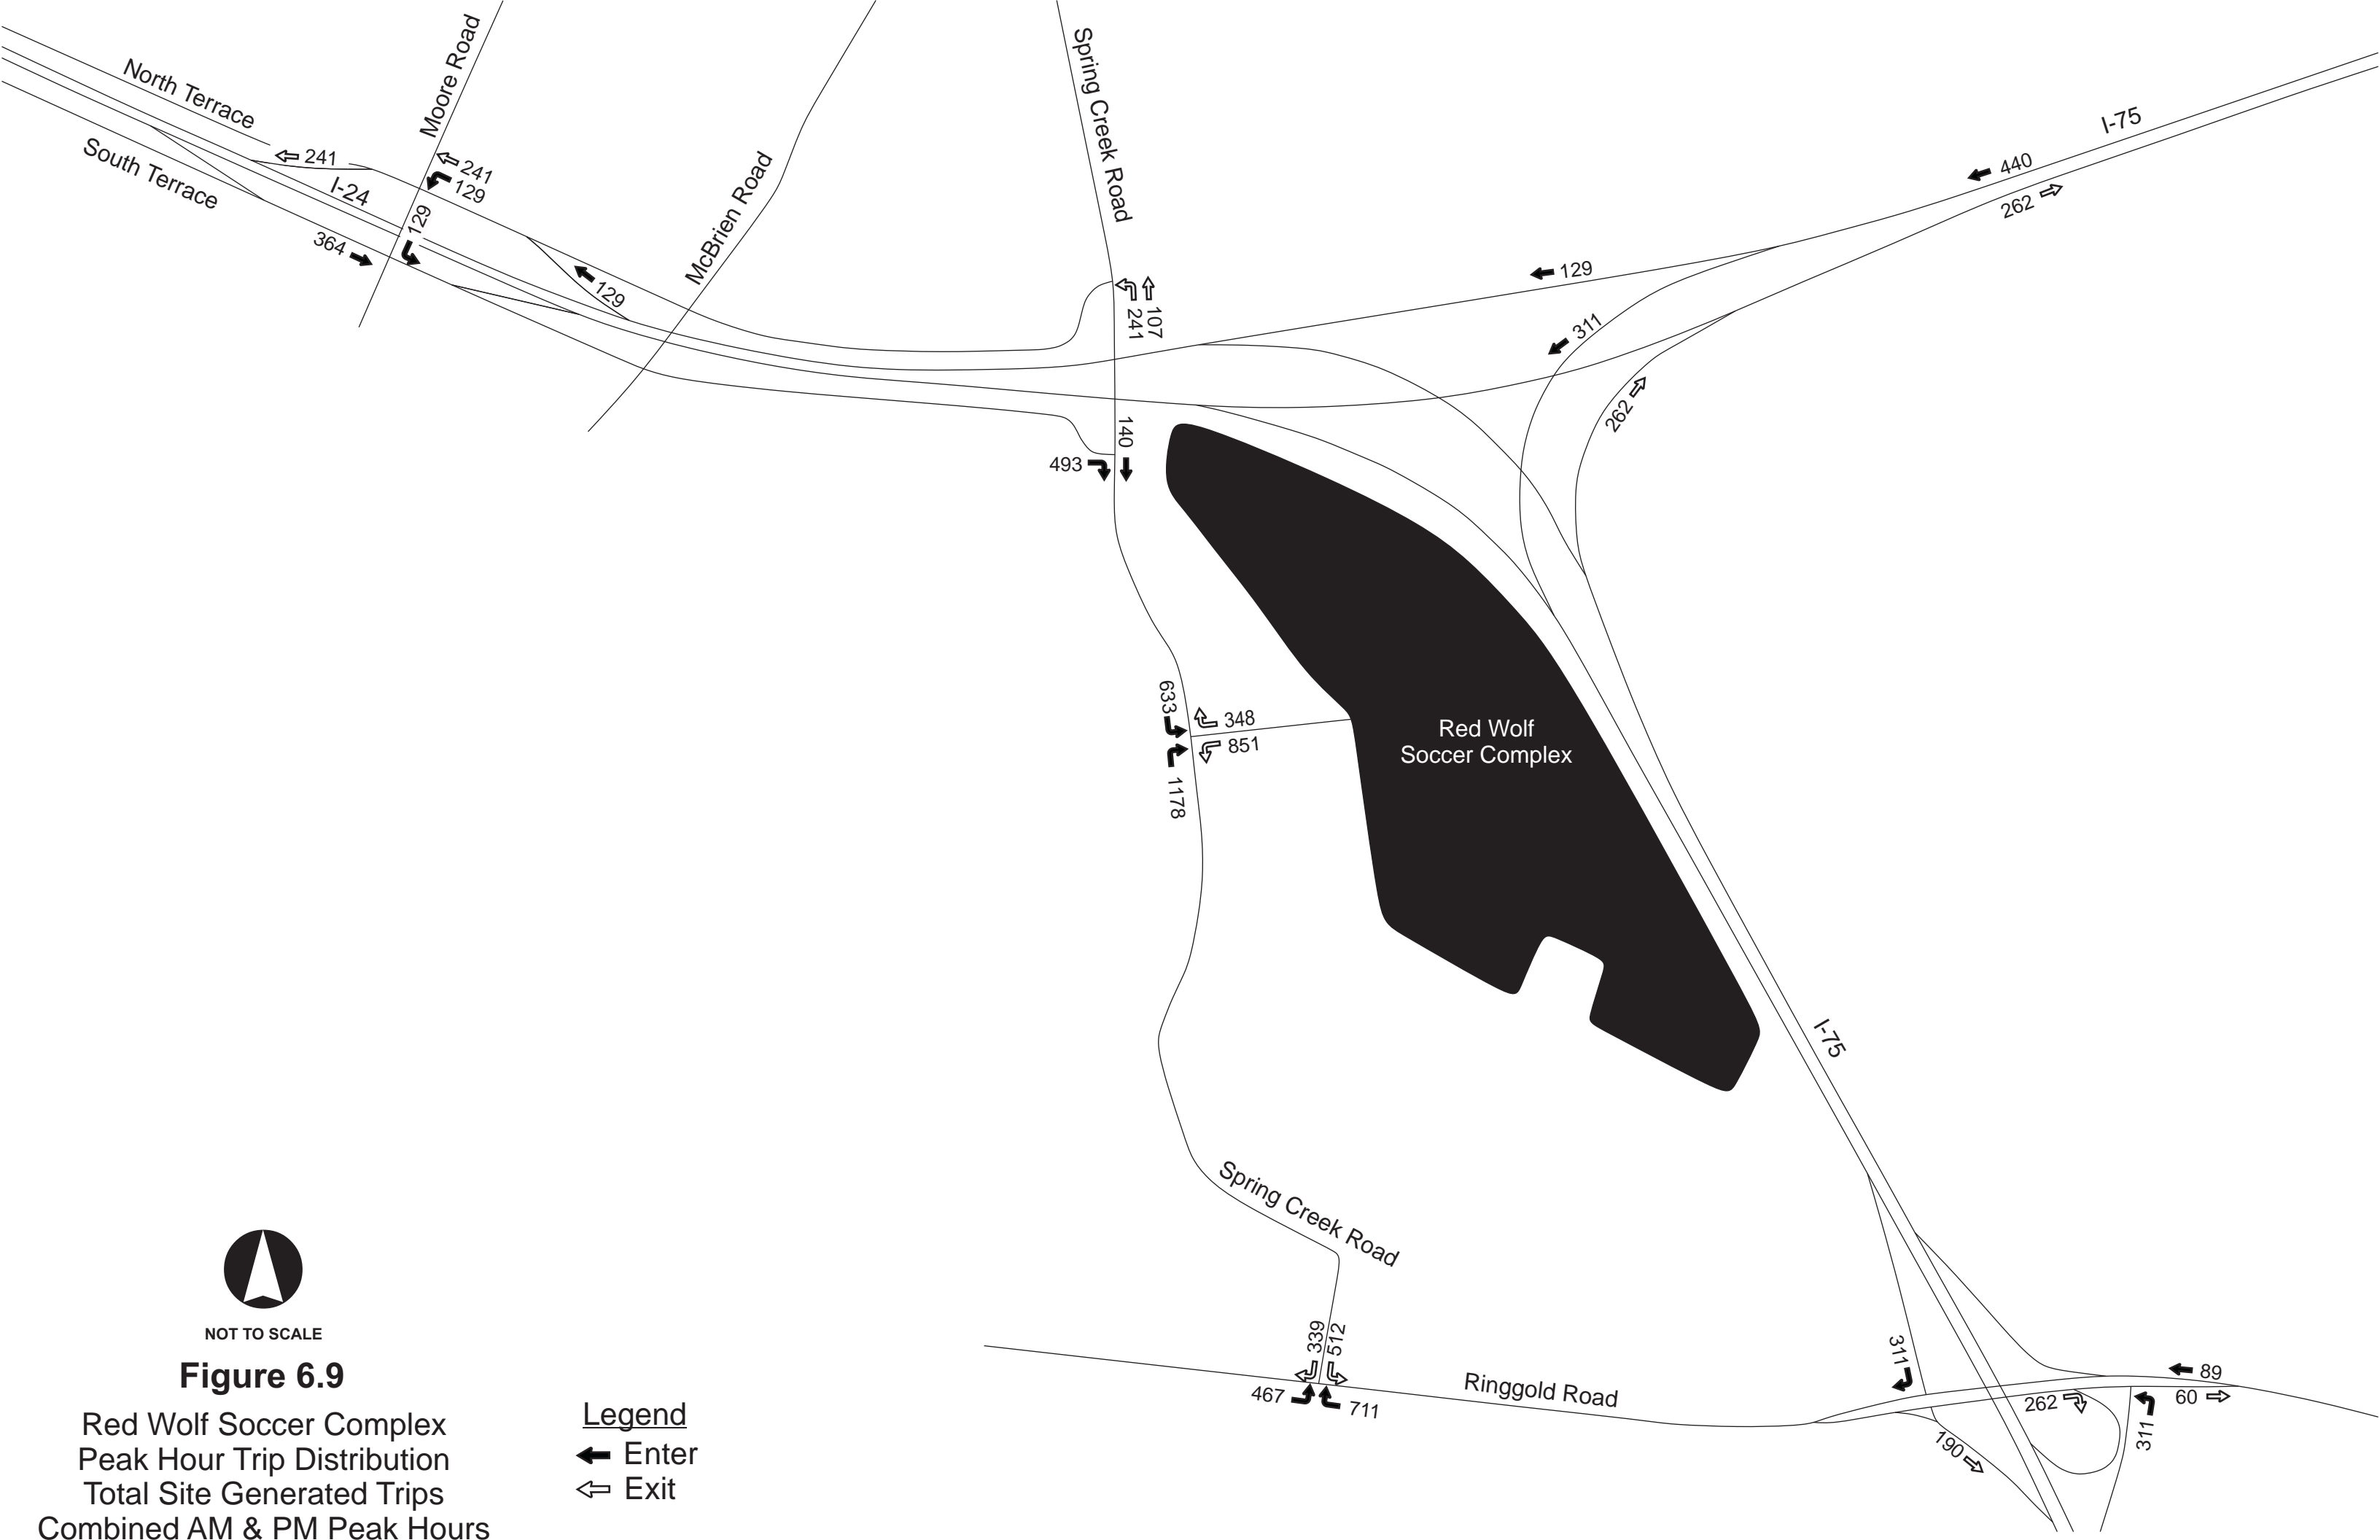 North Terrace
South Terrace
Moore Road
I-24
McBrien Road
Spring Creek Road
I-75
241
241
129
129
364
129
107
241
140
493
440
262
129
311
262
633
348
851
1178
Red Wolf
Soccer Complex
I-75
Spring Creek Road
339
512
467
711
Ringgold Road
311
89
60
262
311
190
NOT TO SCALE
Figure 6.9
Red Wolf Soccer Complex
Peak Hour Trip Distribution
Total Site Generated Trips
Combined AM & PM Peak Hours
Legend
Enter
Exit